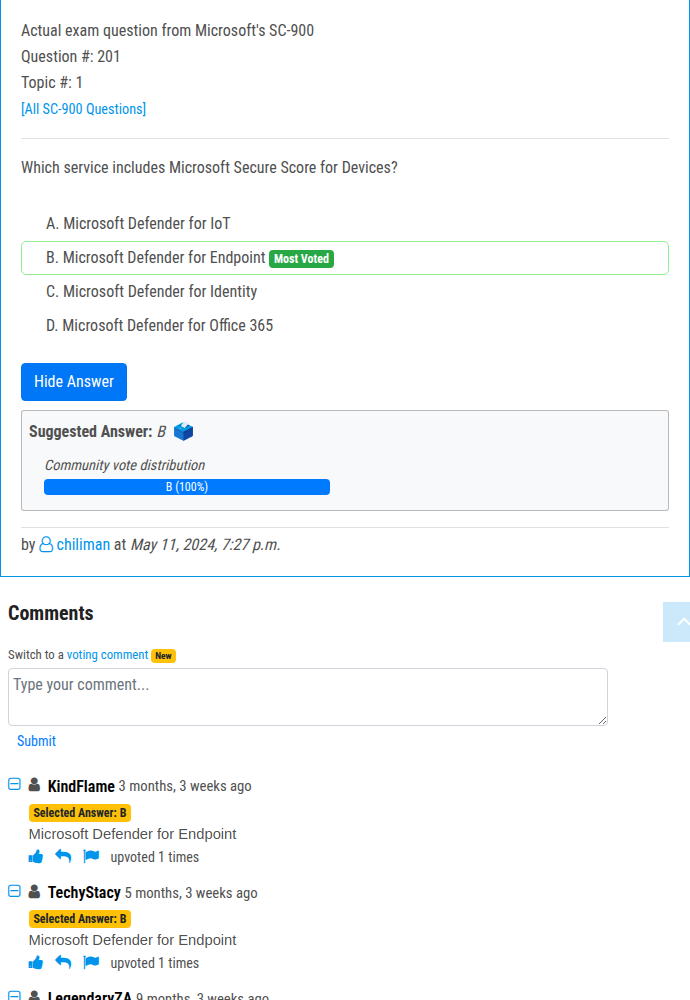 Actual exam question from Microsoft's SC-900
Question #: 201
Topic #: 1
[All SC-900 Questions]
Which service includes Microsoft Secure Score for Devices?
A. Microsoft Defender for IoT
B. Microsoft Defender for Endpoint Most Voted
C. Microsoft Defender for Identity
D. Microsoft Defender for Office 365
Hide Answer
Suggested Answer: B
Community vote distribution
B (100%)
by chiliman at May 11, 2024, 7:27 p.m.
Comments
Switch to a voting comment New
Type your comment...
Submit
KindFlame 3 months, 3 weeks ago
Selected Answer: B
Microsoft Defender for Endpoint
upvoted 1 times
TechyStacy 5 months, 3 weeks ago
Selected Answer: B
Microsoft Defender for Endpoint
upvoted 1 times
LegendaryZA 9 months, 3 weeks ago